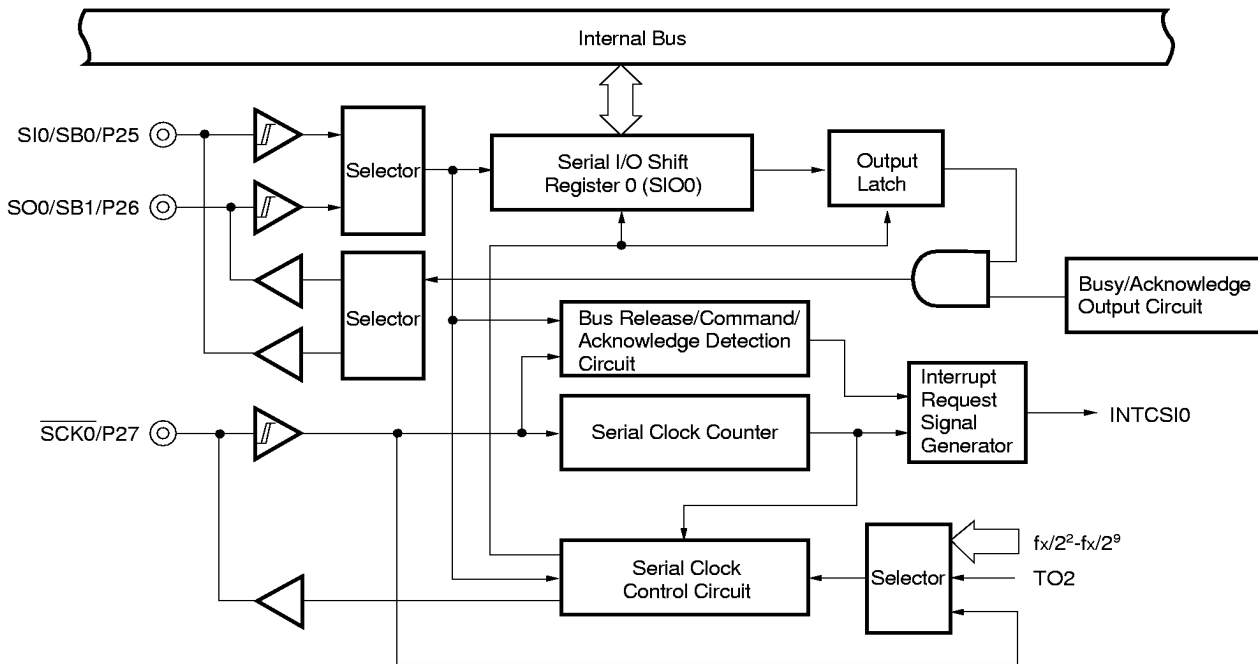 Internal Bus
SI0/SB0/P25
Selector
Serial I/O Shift
Register 0 (SIO0)
Output
Latch
SO0/SB1/P26
Selector
Busy/Acknowledge
Output Circuit
Bus Release/Command/
Acknowledge Detection
Circuit
Interrupt
Request
Signal
Generator
INTCSI0
SCK0/P27
Serial Clock Counter
Serial Clock
Control Circuit
Selector
fx/2²-fx/2⁹
TO2